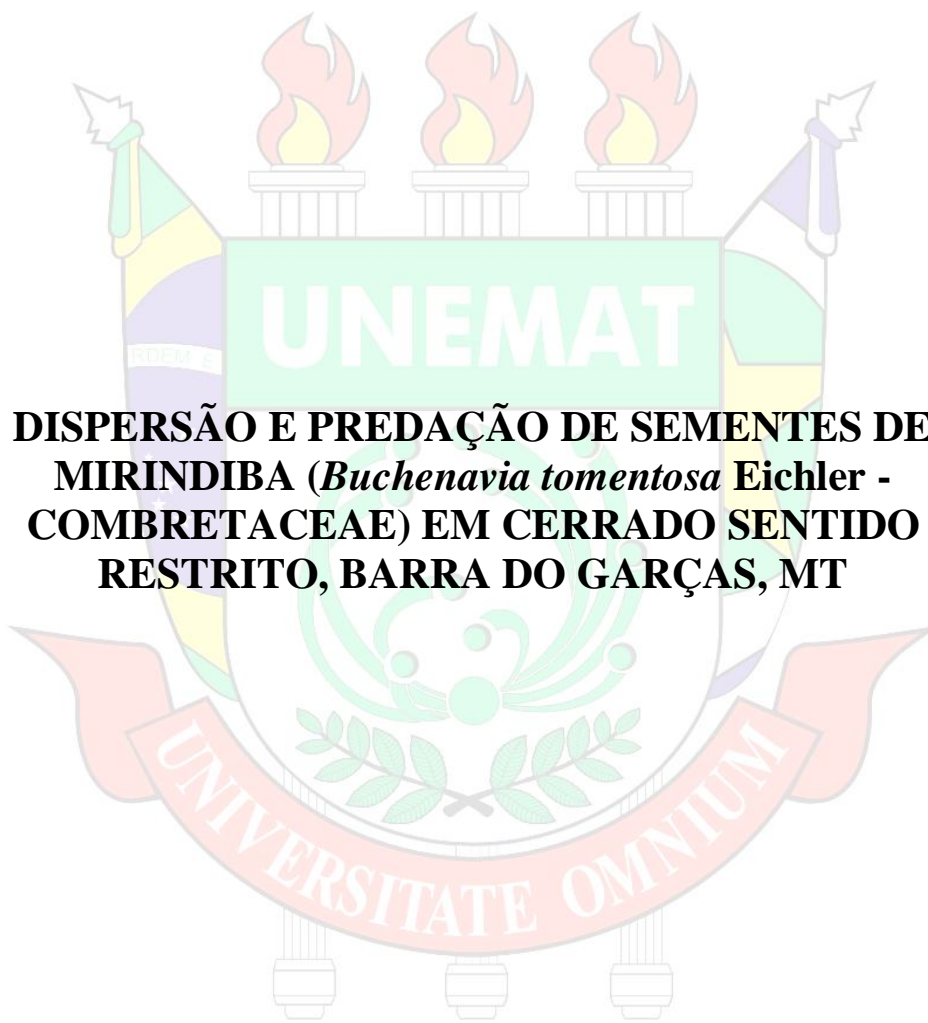 RDEM E
UNEMAT
DISPERSÃO E PREDAÇÃO DE SEMENTES DE
MIRINDIBA (Buchenavia tomentosa Eichler -
COMBRETACEAE) EM CERRADO SENTIDO
RESTRITO, BARRA DO GARÇAS, MT
UNIVERSITATE OMNIUM